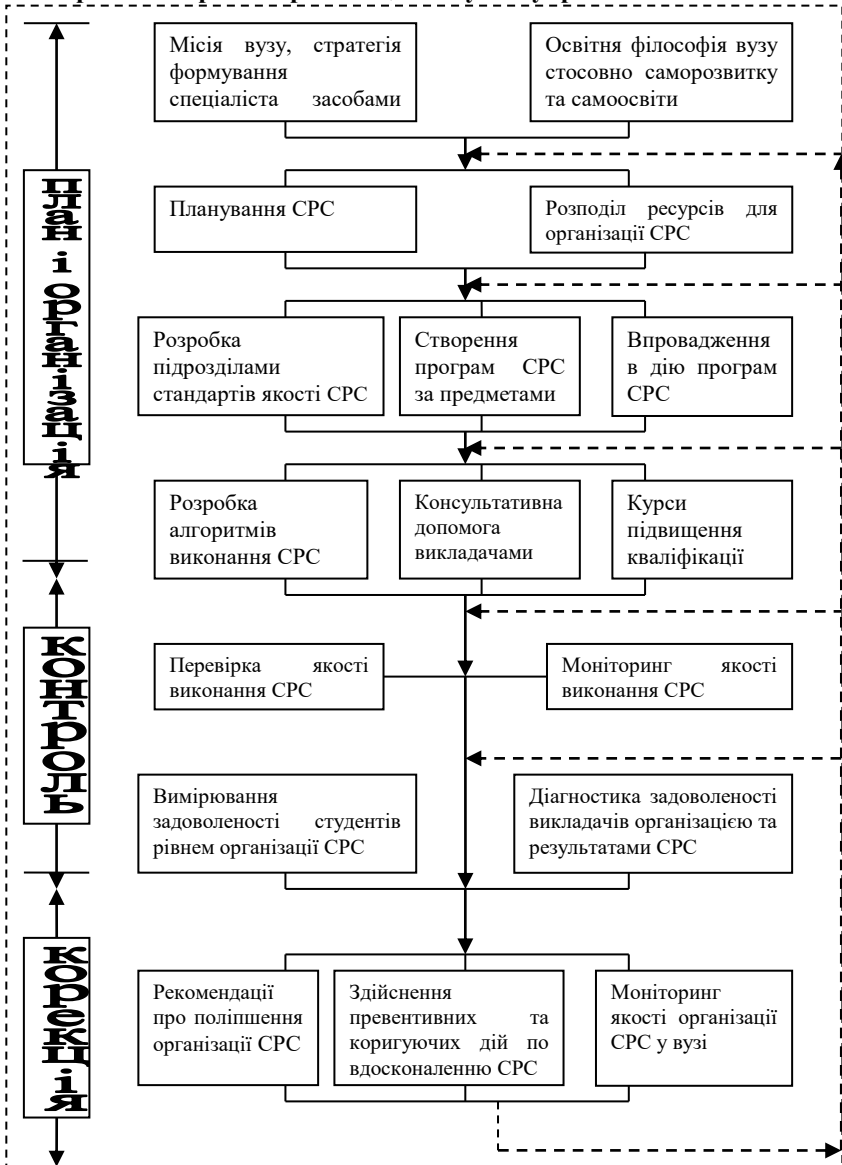 Місія вузу, стратегія
формування
спеціаліста засобами
Освітня філософія вузу
стосовно саморозвитку
та самоосвіти
план і організація
Планування СРС
Розподіл ресурсів для
організації СРС
Розробка
підрозділами
стандартів якості СРС
Створення
програм СРС
за предметами
Впровадження
в дію програм
СРС
Розробка
алгоритмів
виконання СРС
Консультативна
допомога
викладачами
Курси
підвищення
кваліфікації
контроль
Перевірка якості
виконання СРС
Моніторинг якості
виконання СРС
Вимірювання
задоволеності студентів
рівнем організації СРС
Діагностика задоволеності
викладачів організацією та
результатами СРС
корекція
Рекомендації
про поліпшення
організації СРС
Здійснення
превентивних та
коригуючих дій по
вдосконаленню СРС
Моніторинг
якості організації
СРС у вузі